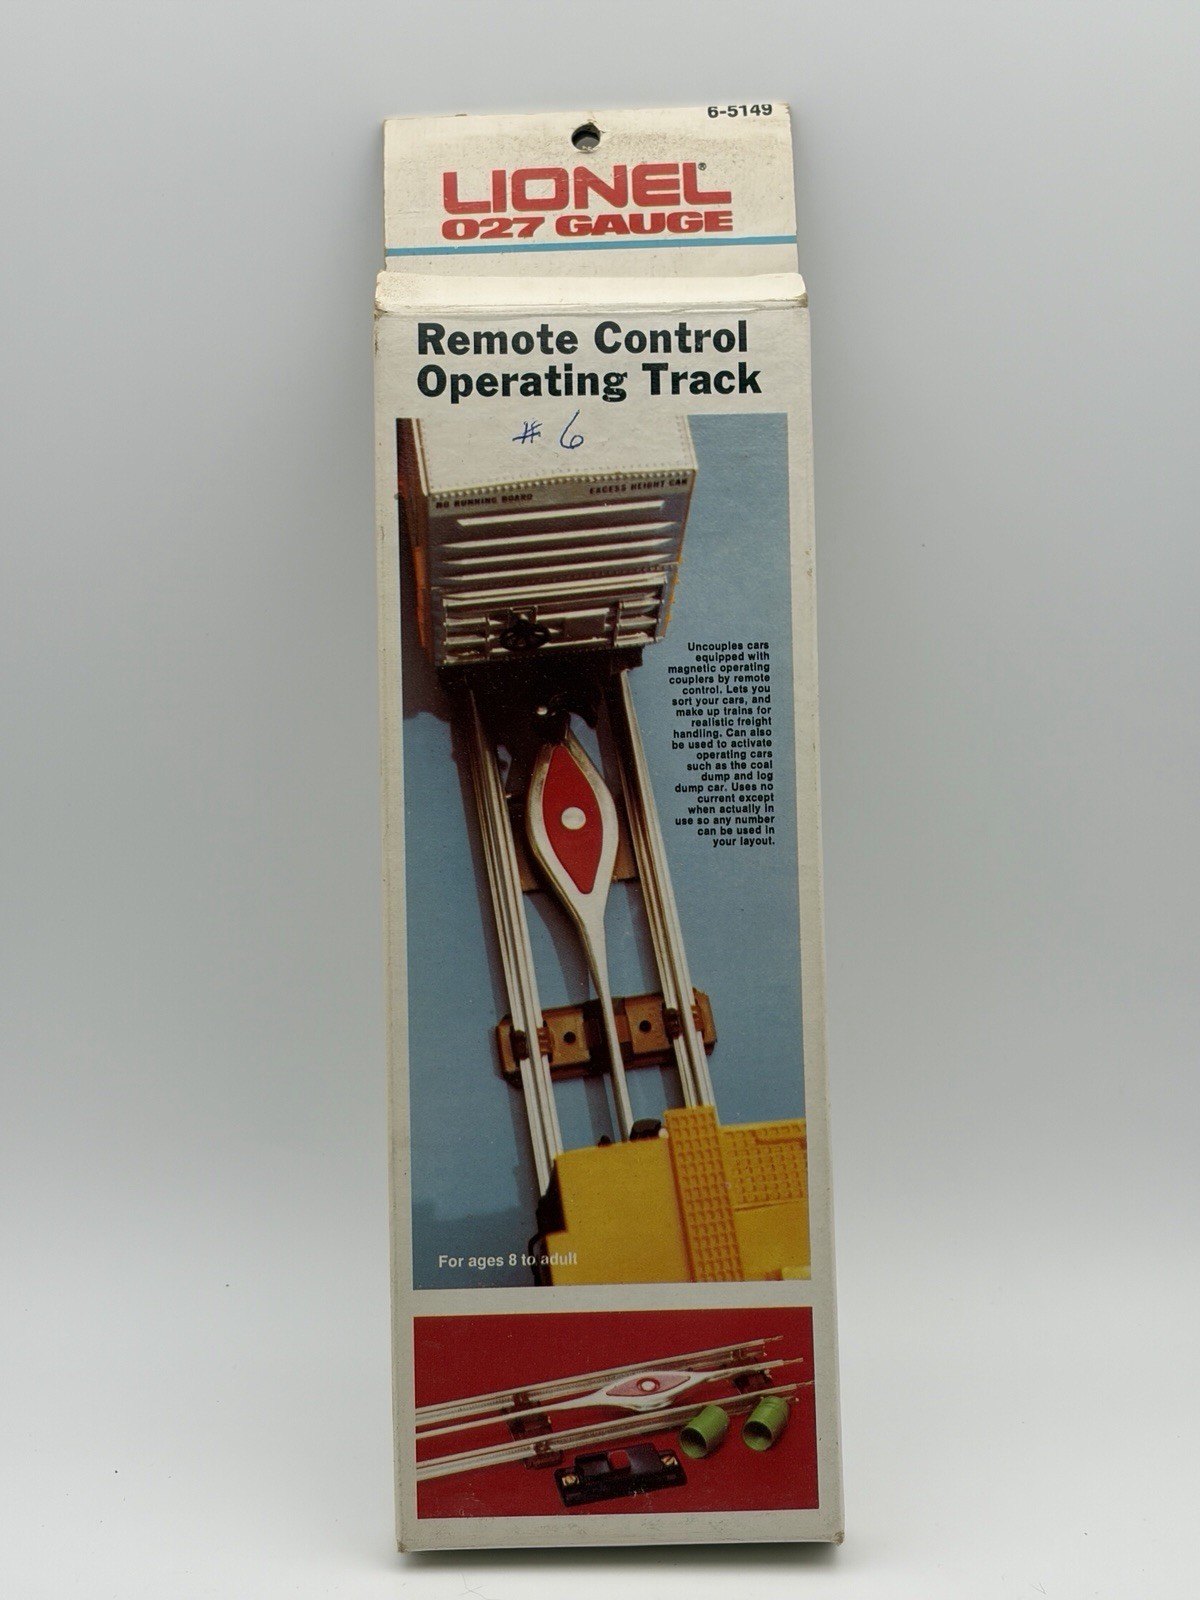 6-5149
LIONEL®
027 GAUGE
Remote Control
Operating Track
# 6
NO RUNNING BOARD
EXCESS HEIGHT CAR
Uncouples cars
equipped with
magnetic operating
couplers by remote
control. Lets you
sort your cars, and
make up trains for
realistic freight
handling. Can also
be used to activate
operating cars
such as the coal
dump and log
dump car. Uses no
current except
when actually in
use so any number
can be used in
your layout.
For ages 8 to adult